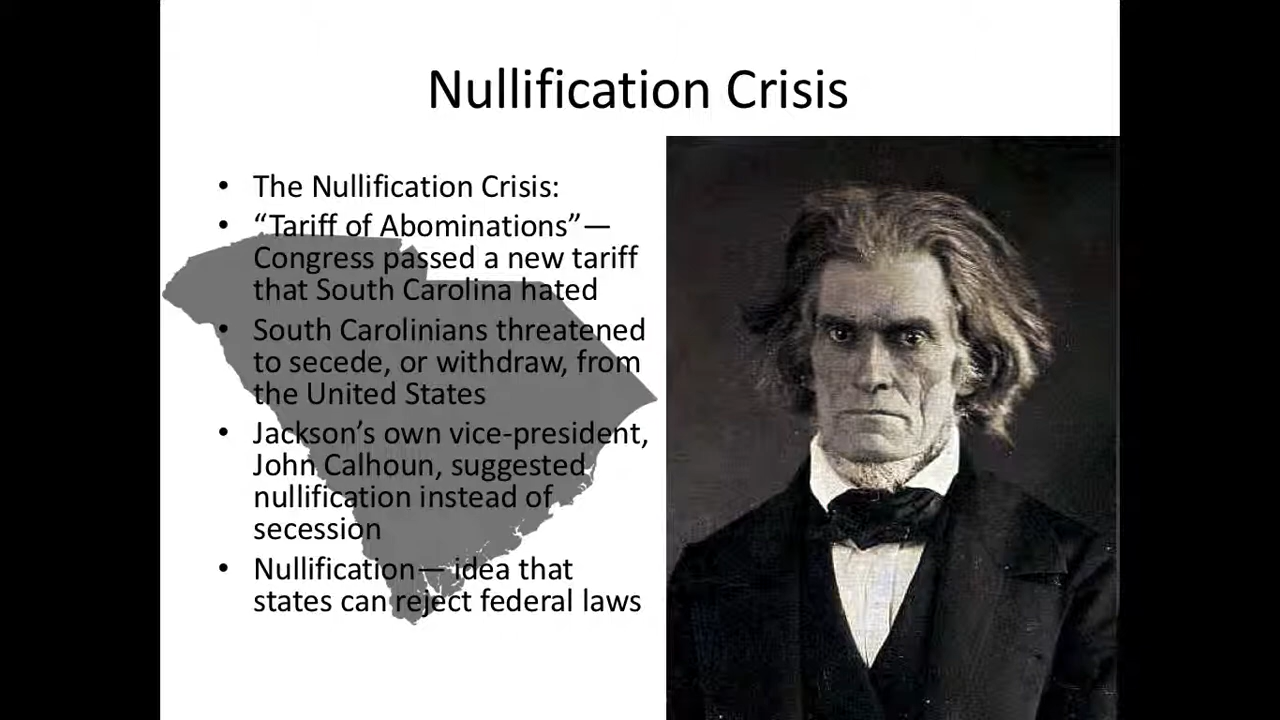 Nullification Crisis
• The Nullification Crisis:
• “Tariff of Abominations”—
Congress passed a new tariff
that South Carolina hated
• South Carolinians threatened
to secede, or withdraw, from
the United States
• Jackson’s own vice-president,
John Calhoun, suggested
nullification instead of
secession
• Nullification— idea that
states can reject federal laws